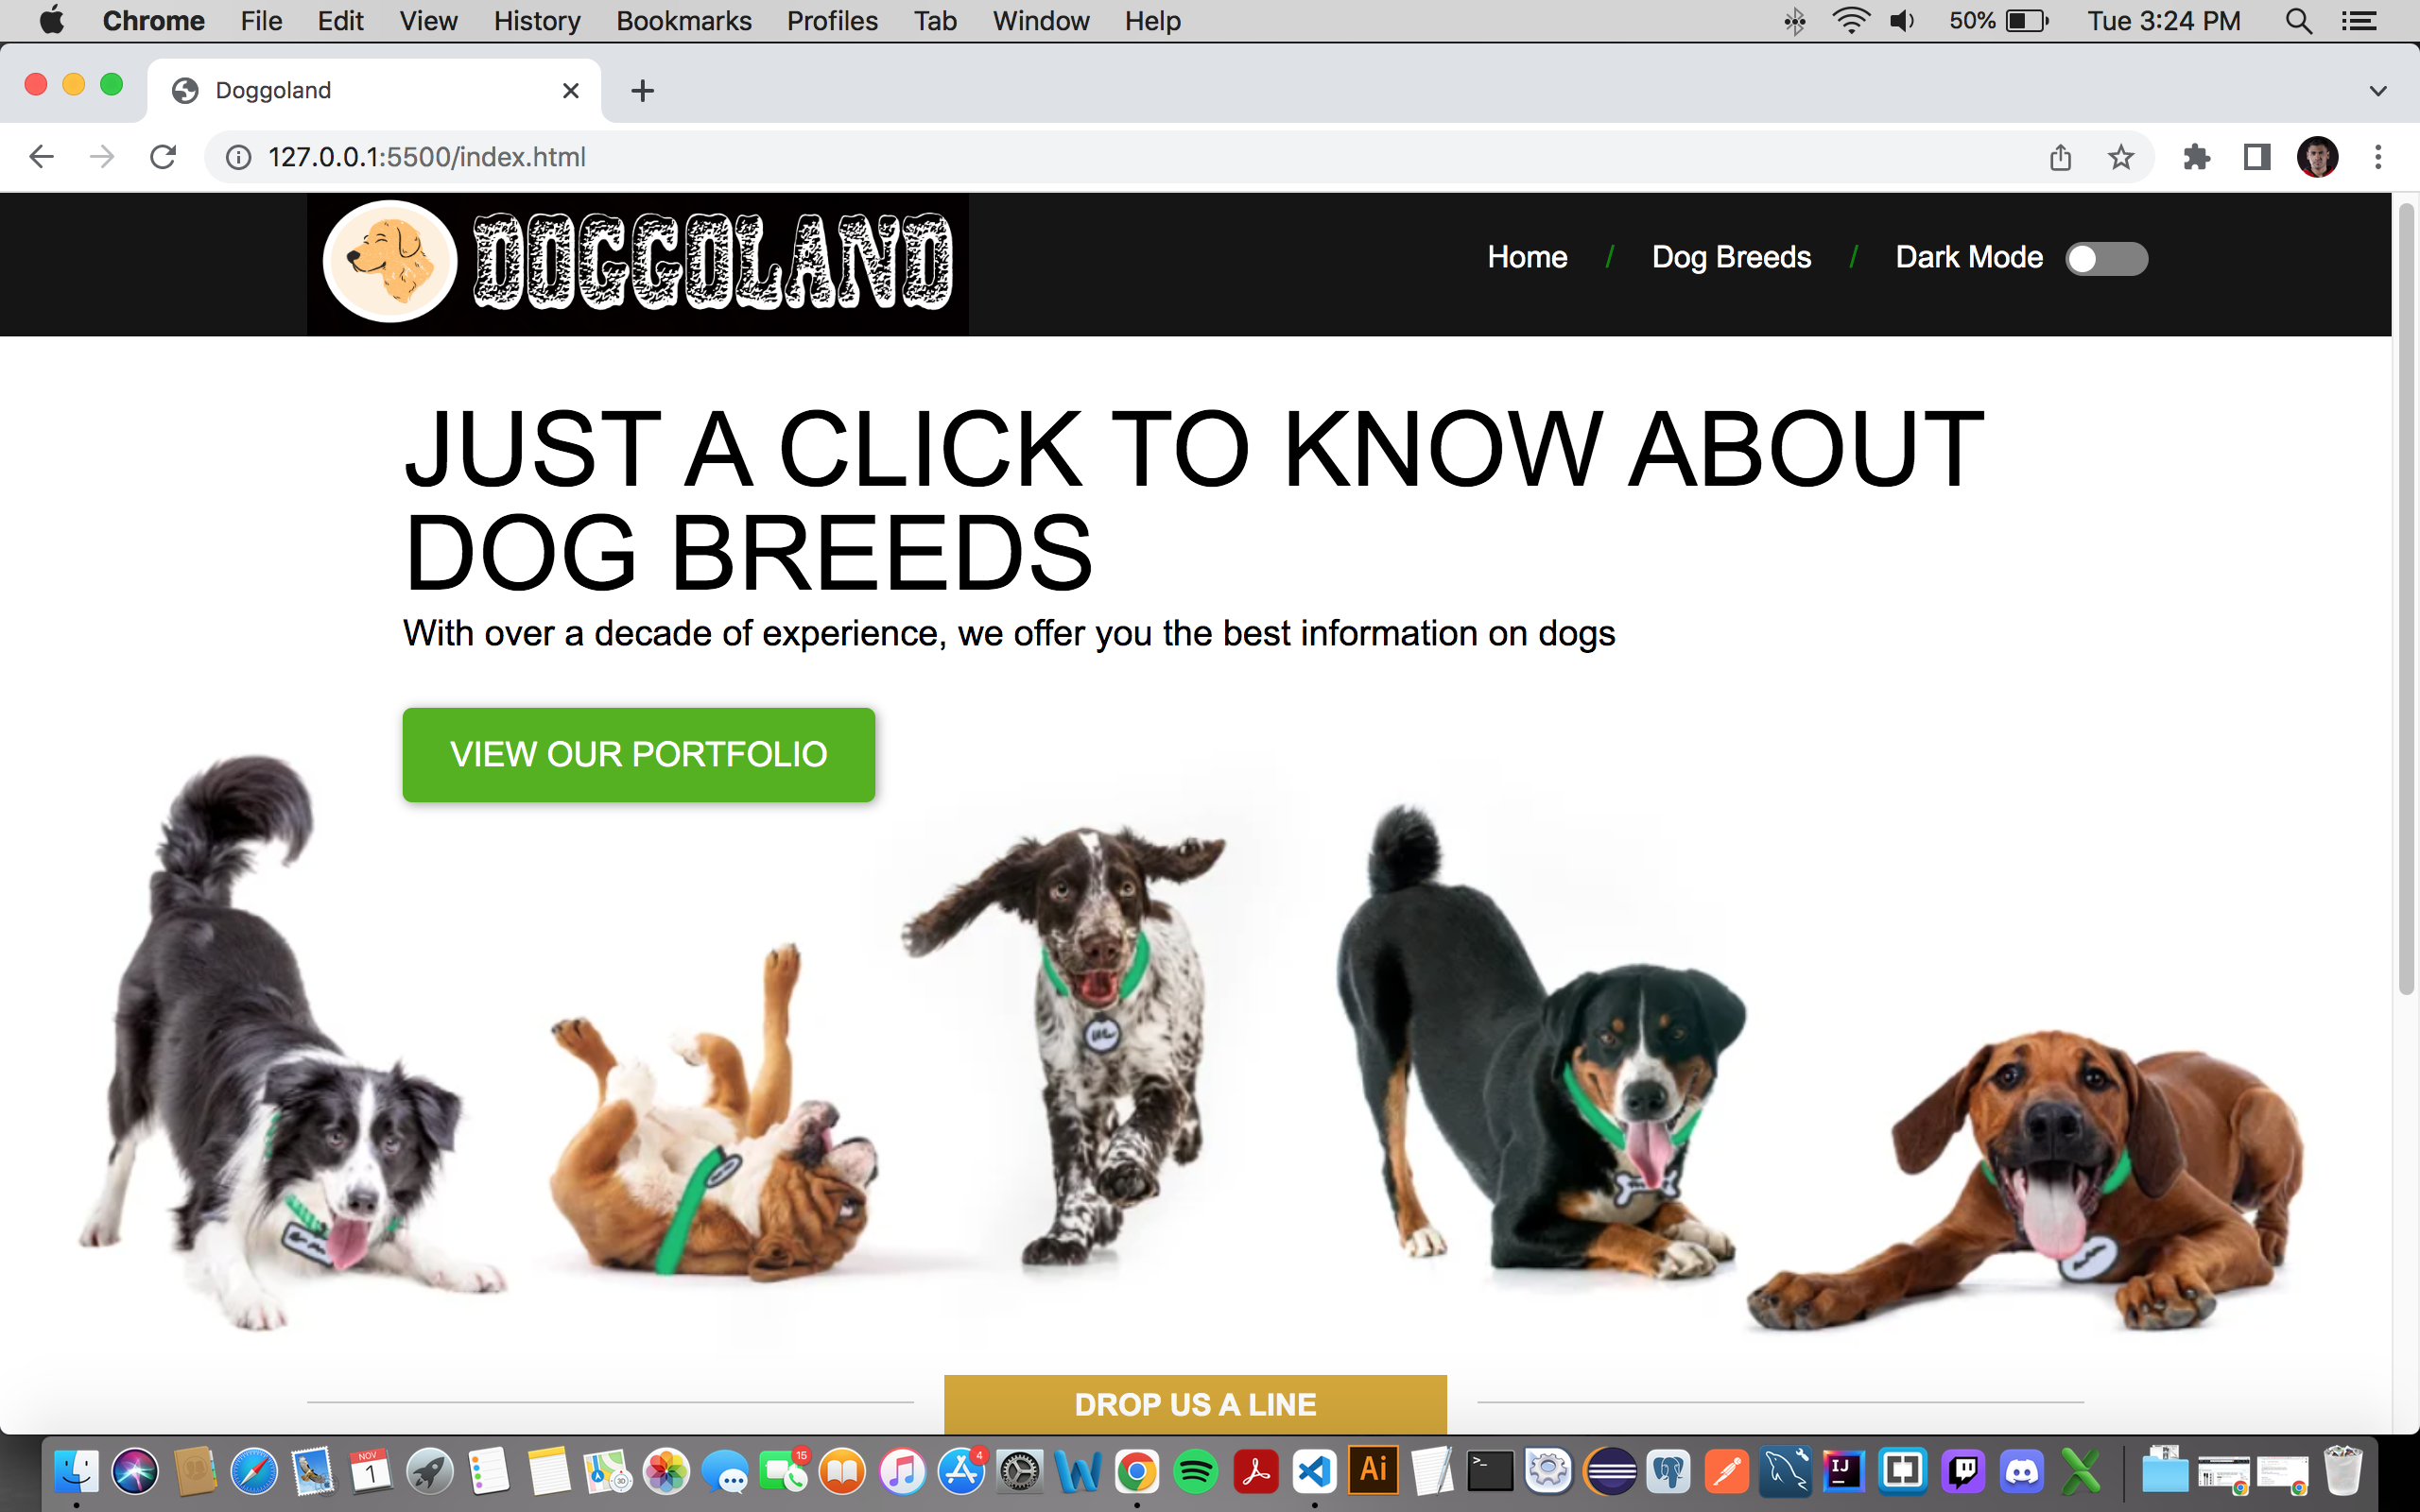 Chrome File Edit View History Bookmarks Profiles Tab Window Help 50% Tue 3:24 PM
Doggoland
127.0.0.1:5500/index.html
DOGGOLAND
Home / Dog Breeds / Dark Mode
JUST A CLICK TO KNOW ABOUT
DOG BREEDS
With over a decade of experience, we offer you the best information on dogs
VIEW OUR PORTFOLIO
DROP US A LINE
NOV
1
3D
15
4
W
>_
Ai
IJ
X